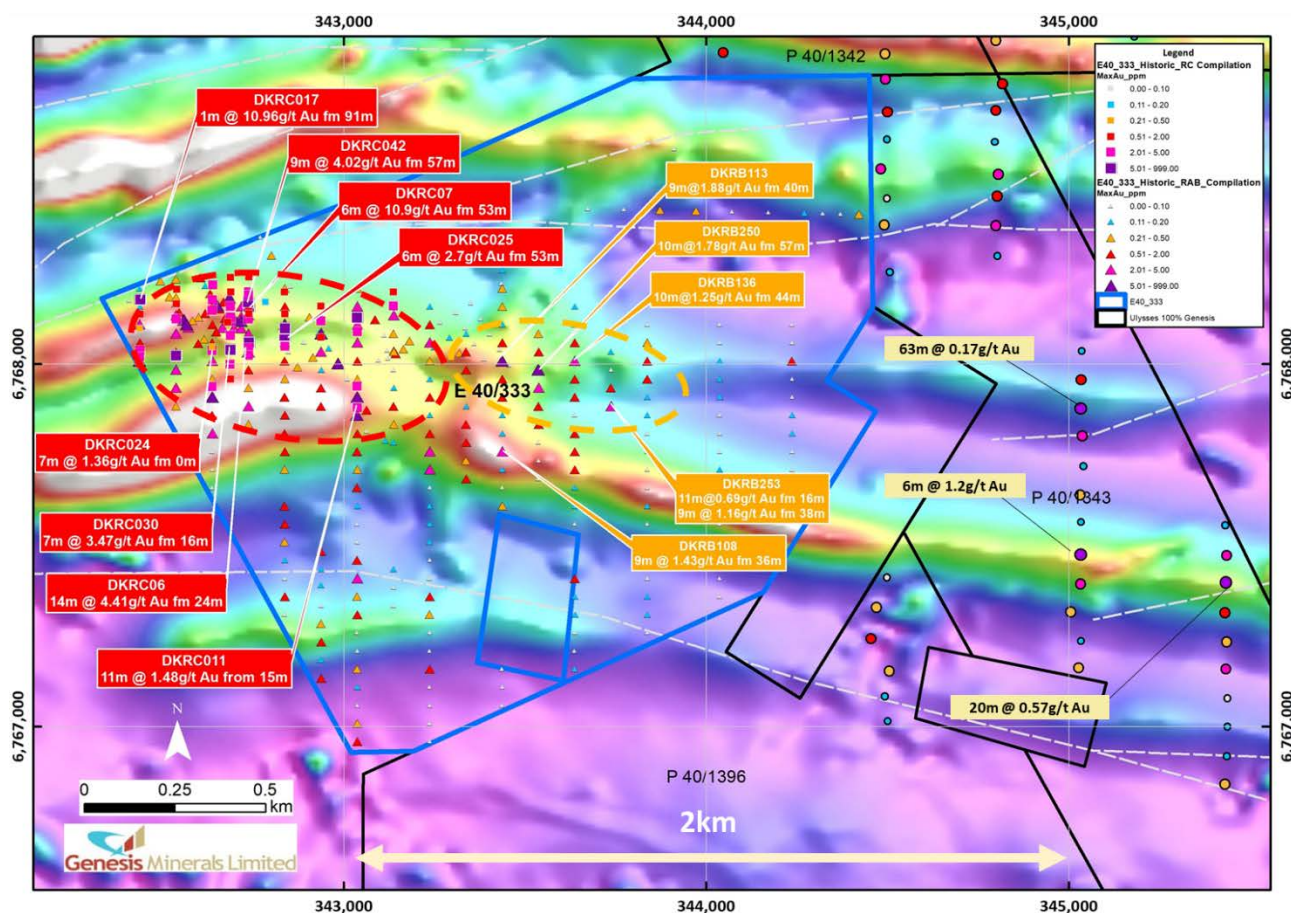 343,000
344,000
345,000
P 40/1342
Legend
E40_333_Historic_RC Compilation
MaxAu_ppm
0.00 - 0.10
0.11 - 0.20
0.21 - 0.50
0.51 - 2.00
2.01 - 5.00
5.01 - 999.00
E40_333_Historic_RAB_Compilation
MaxAu_ppm
0.00 - 0.10
0.11 - 0.20
0.21 - 0.50
0.51 - 2.00
2.01 - 5.00
5.01 - 999.00
E40_333
Ulysses 100% Genesis
DKRC017
1m @ 10.96g/t Au fm 91m
DKRC042
9m @ 4.02g/t Au fm 57m
DKRC07
6m @ 10.9g/t Au fm 53m
DKRC025
6m @ 2.7g/t Au fm 53m
DKRB113
9m@1.88g/t Au fm 40m
DKRB250
10m@1.78g/t Au fm 57m
DKRB136
10m@1.25g/t Au fm 44m
6,768,000
6,768,000
63m @ 0.17g/t Au
E 40/333
DKRC024
7m @ 1.36g/t Au fm 0m
DKRC030
7m @ 3.47g/t Au fm 16m
DKRC06
14m @ 4.41g/t Au fm 24m
DKRC011
11m @ 1.48g/t Au from 15m
DKRB253
11m@0.69g/t Au fm 16m
9m @ 1.16g/t Au fm 38m
DKRB108
9m @ 1.43g/t Au fm 36m
6m @ 1.2g/t Au
P 40/1343
20m @ 0.57g/t Au
6,767,000
6,767,000
N
0 0.25 0.5
km
P 40/1396
2km
Genesis Minerals Limited
343,000
344,000
345,000